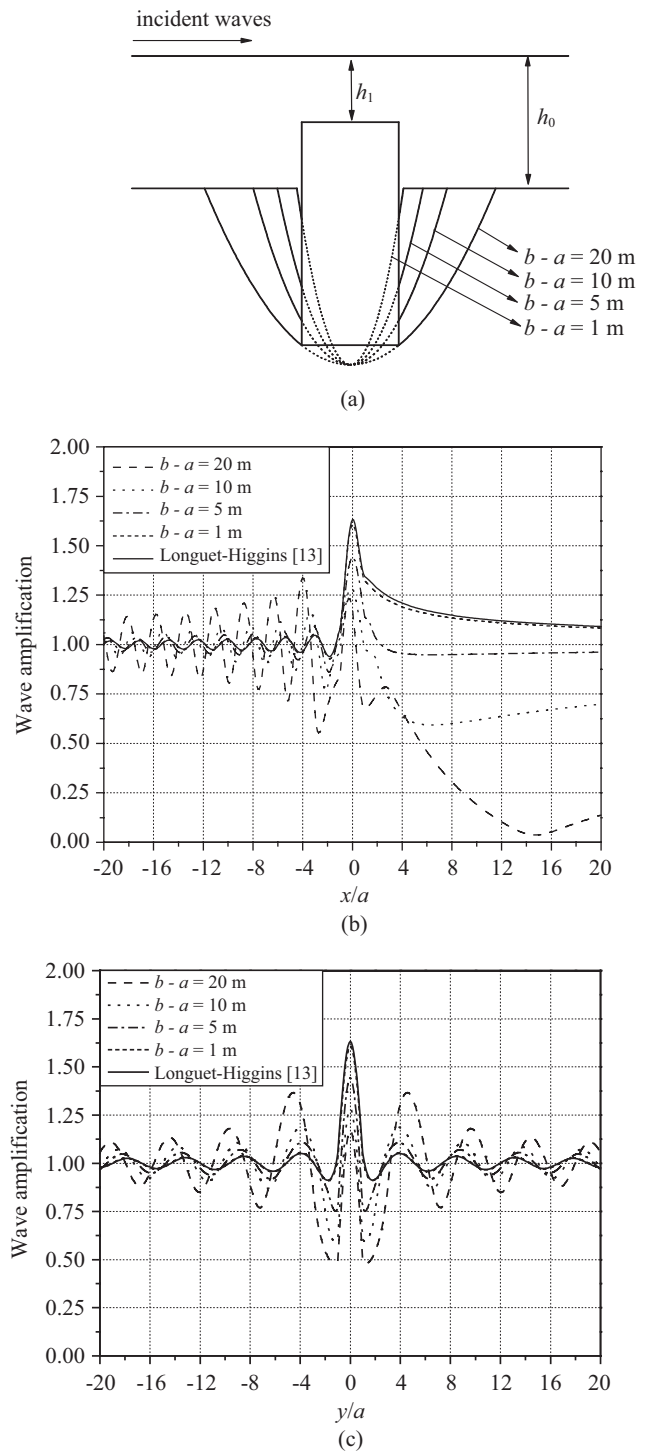 incident waves
h1
h0
b - a = 20 m
b - a = 10 m
b - a = 5 m
b - a = 1 m
(a)
2.00
1.75
1.50
1.25
1.00
0.75
0.50
0.25
0.00
Wave amplification
b - a = 20 m
b - a = 10 m
b - a = 5 m
b - a = 1 m
Longuet-Higgins [13]
-20 -16 -12 -8 -4 0 4 8 12 16 20
x/a
(b)
2.00
1.75
1.50
1.25
1.00
0.75
0.50
0.25
0.00
Wave amplification
b - a = 20 m
b - a = 10 m
b - a = 5 m
b - a = 1 m
Longuet-Higgins [13]
-20 -16 -12 -8 -4 0 4 8 12 16 20
y/a
(c)